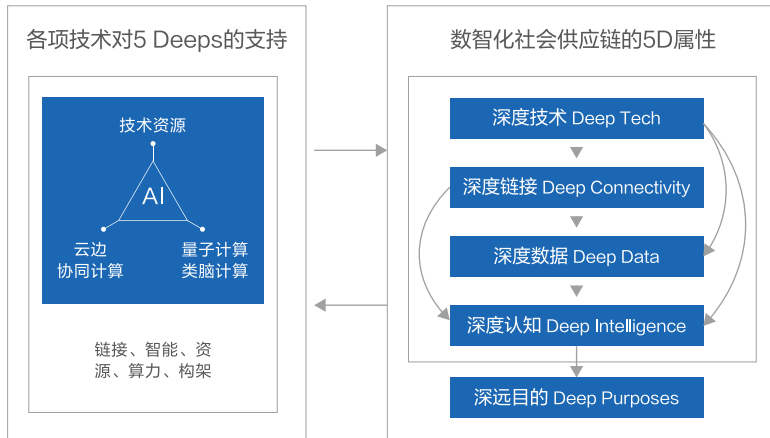 各项技术对5 Deeps的支持
技术资源
AI
云边
协同计算
量子计算
类脑计算
链接、智能、资
源、算力、构架
数智化社会供应链的5D属性
深度技术 Deep Tech
深度链接 Deep Connectivity
深度数据 Deep Data
深度认知 Deep Intelligence
深远目的 Deep Purposes